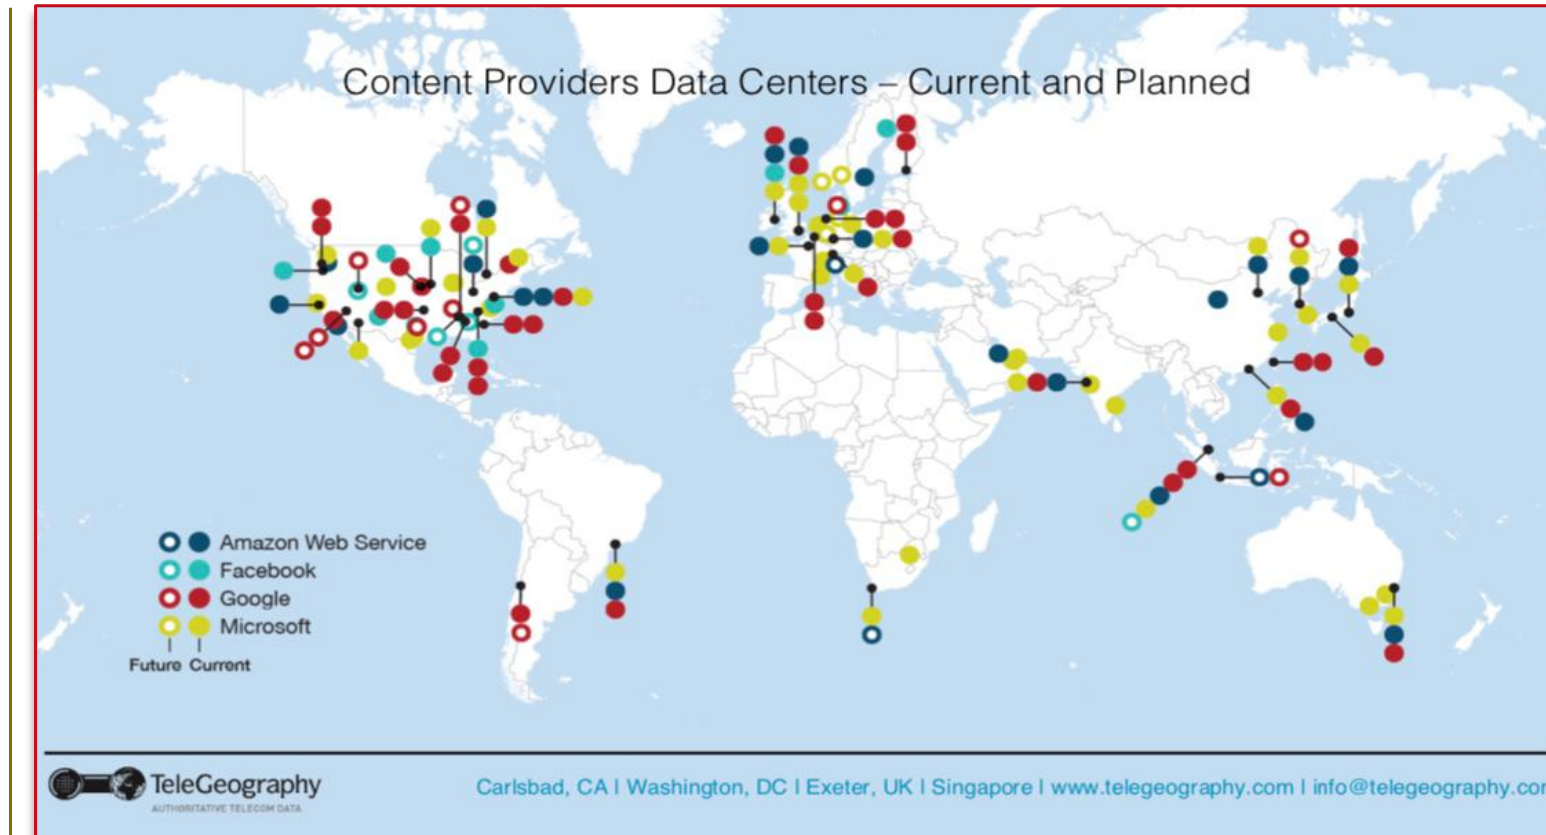 Content Providers Data Centers – Current and Planned
Amazon Web Service
Facebook
Google
Microsoft
Future Current
TeleGeography
AUTHORITATIVE TELECOM DATA
Carlsbad, CA | Washington, DC | Exeter, UK | Singapore | www.telegeography.com | info@telegeography.com